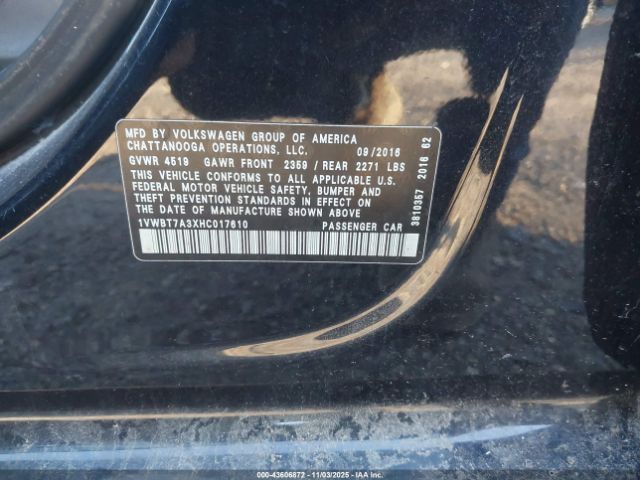 MFD BY VOLKSWAGEN GROUP OF AMERICA
CHATTANOOGA OPERATIONS, LLC. 09/2016
GVWR 4519 GAWR FRONT 2359 / REAR 2271 LBS
THIS VEHICLE CONFORMS TO ALL APPLICABLE U.S.
FEDERAL MOTOR VEHICLE SAFETY, BUMPER AND
THEFT PREVENTION STANDARDS IN EFFECT ON
THE DATE OF MANUFACTURE SHOWN ABOVE
1VWBT7A3XHC017610 PASSENGER CAR
3810357 2016 62
000-43606872 - 11/03/2025 - IAA Inc.